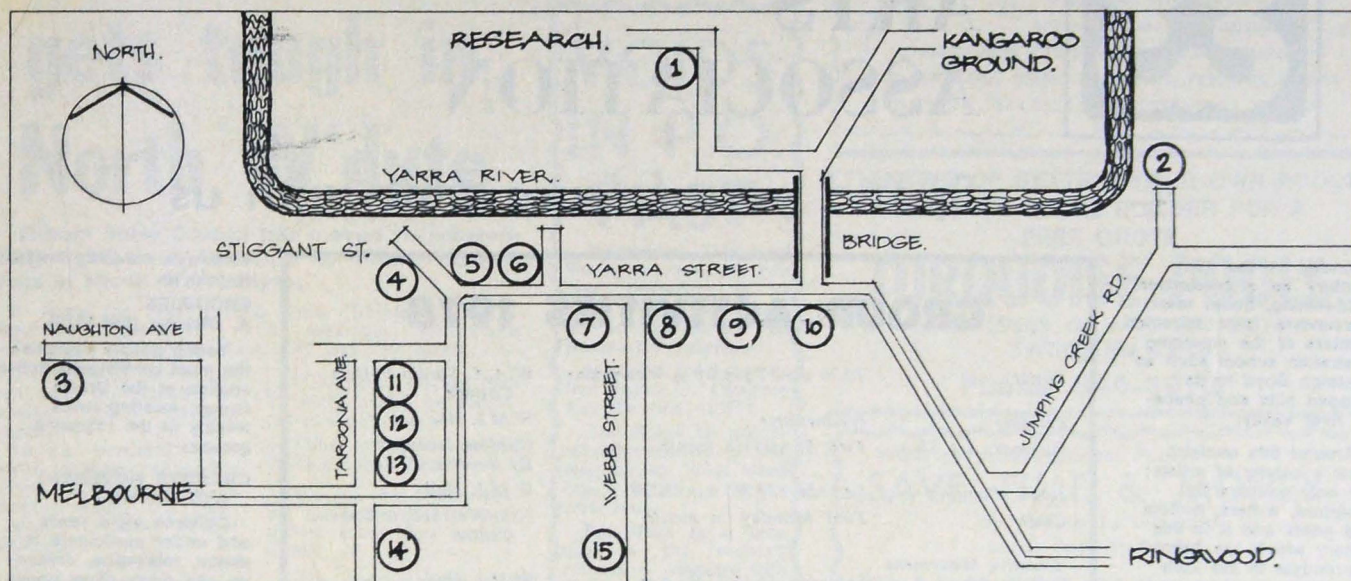 NORTH.
RESEARCH.
1
KANGAROO
GROUND.
2
YARRA RIVER.
STIGGANT ST.
4
5
6
YARRA STREET.
BRIDGE.
NAUGHTON AVE
3
7
8
9
10
TAROONA AVE.
11
12
13
WEBB STREET.
JUMPING CREEK RD.
MELBOURNE
14
15
RINGWOOD